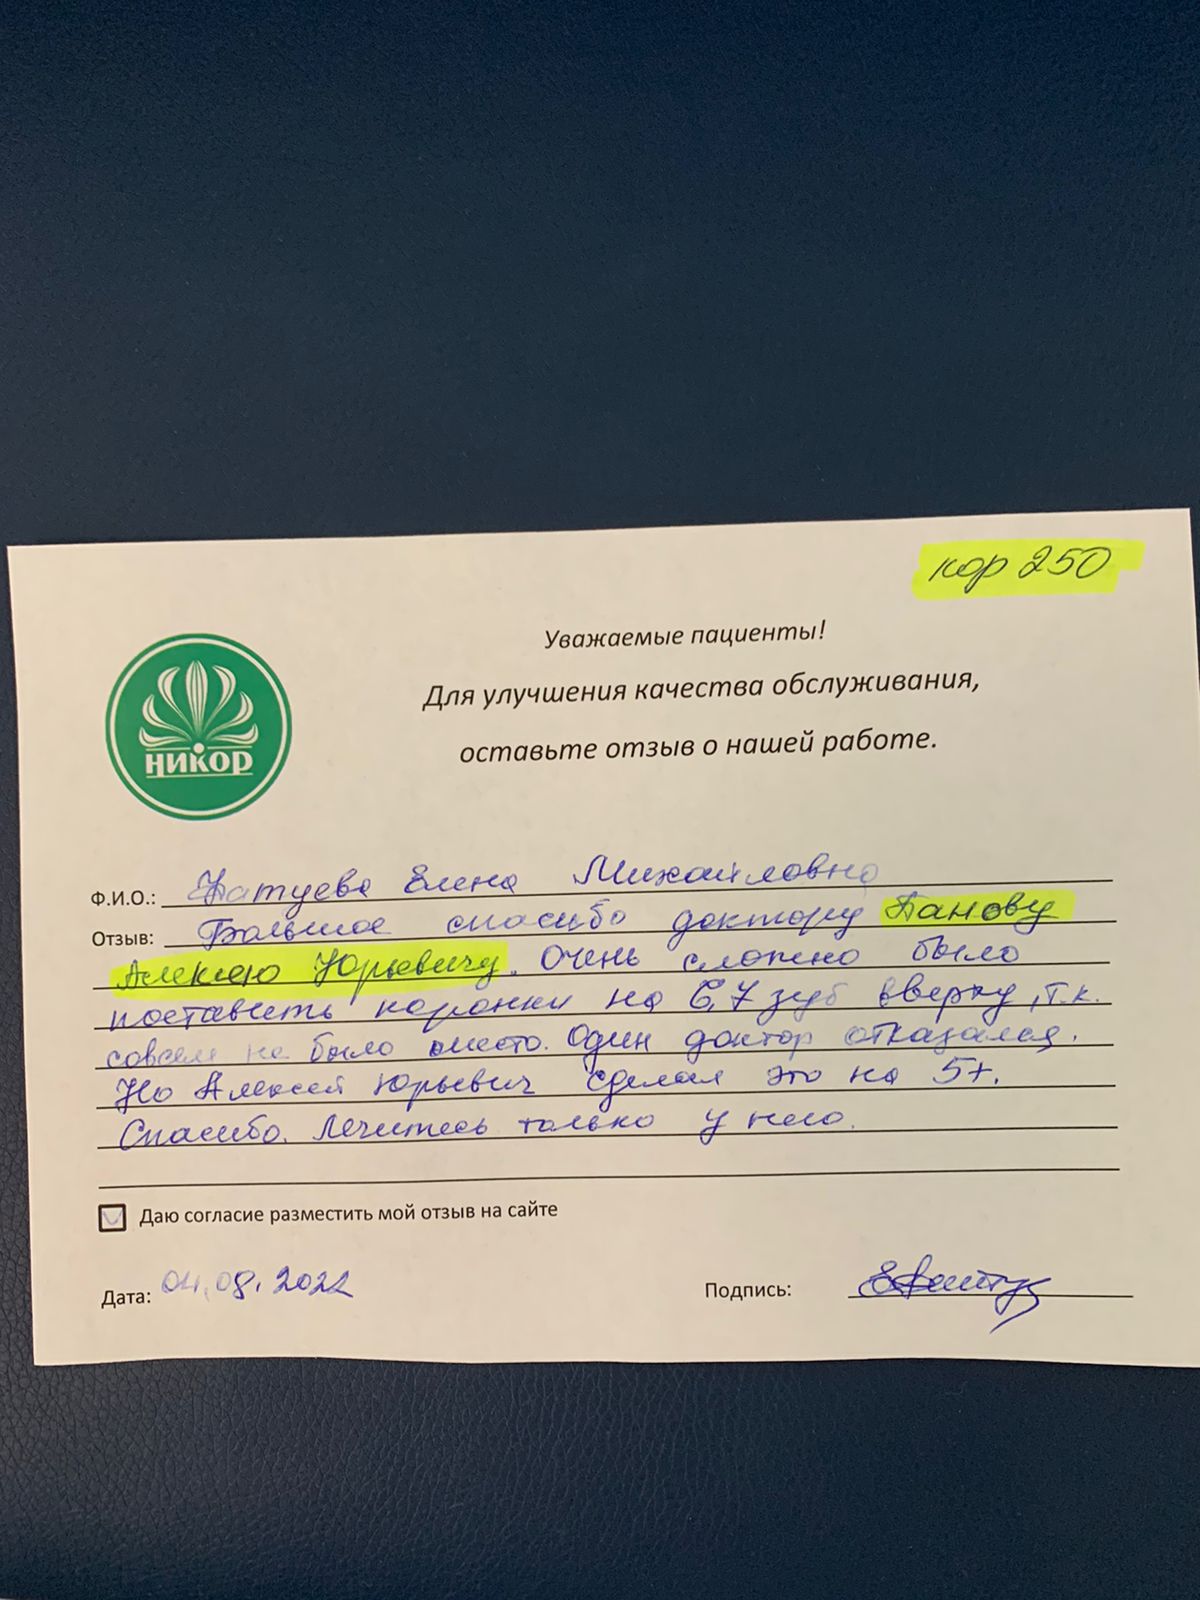 кор 250
Уважаемые пациенты!
Для улучшения качества обслуживания,
оставьте отзыв о нашей работе.
НИКОР
Ф.И.О.: Елена Михайловна
Отзыв: Большое спасибо доктору Панову
Алексею Юрьевичу. Очень сложно было
поставить коронки на 6,7 зуб вверху, т.к.
совсем не было место. Один доктор отказался.
Но Алексей Юрьевич сделал это на 5+.
Спасибо. Лечитесь только у него.
Даю согласие разместить мой отзыв на сайте
Дата: 04.08.2022
Подпись: